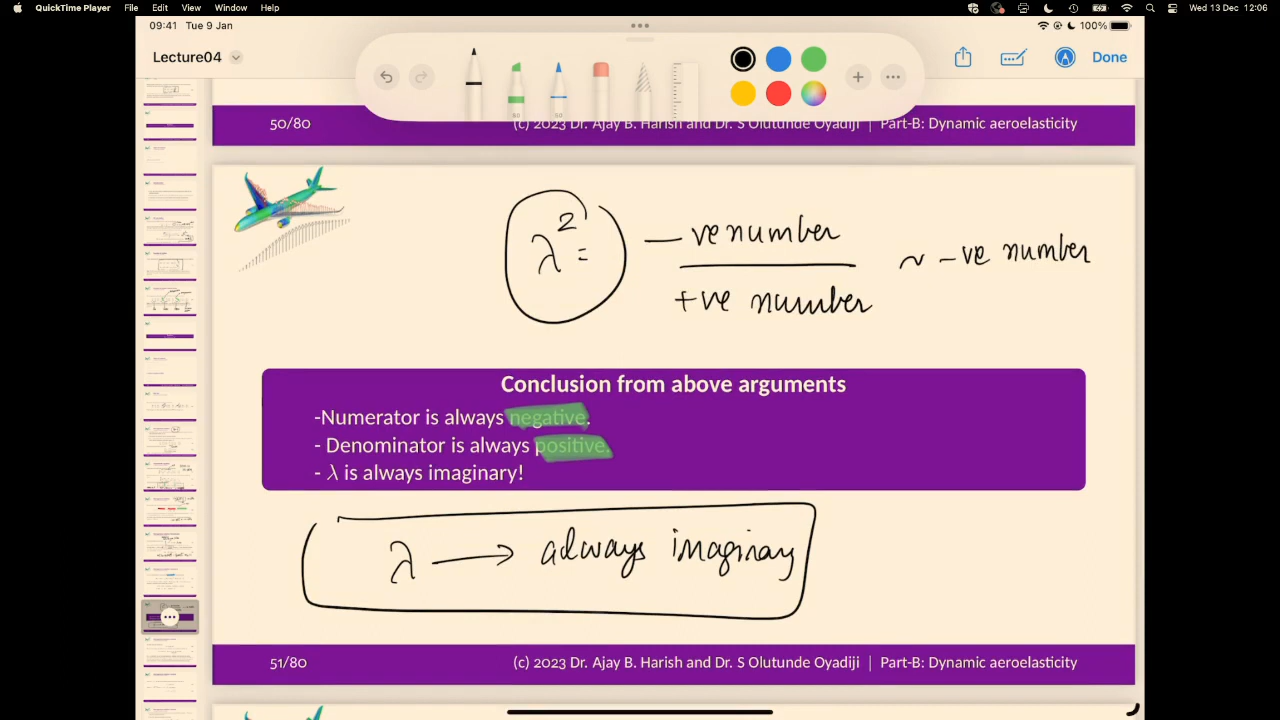 QuickTime Player File Edit View Window Help Wed 13 Dec 12:06
09:41 Tue 9 Jan 100%
Lecture04 Done
50/80 (c) 2023 Dr. Ajay B. Harish and Dr. S Olutunde Oyadiji | Part-B: Dynamic aeroelasticity
λ² = -ve number / +ve number ~ -ve number
Conclusion from above arguments
-Numerator is always negative.
- Denominator is always positive.
- λ is always imaginary!
λ → always imaginary
51/80 (c) 2023 Dr. Ajay B. Harish and Dr. S Olutunde Oyadiji | Part-B: Dynamic aeroelasticity